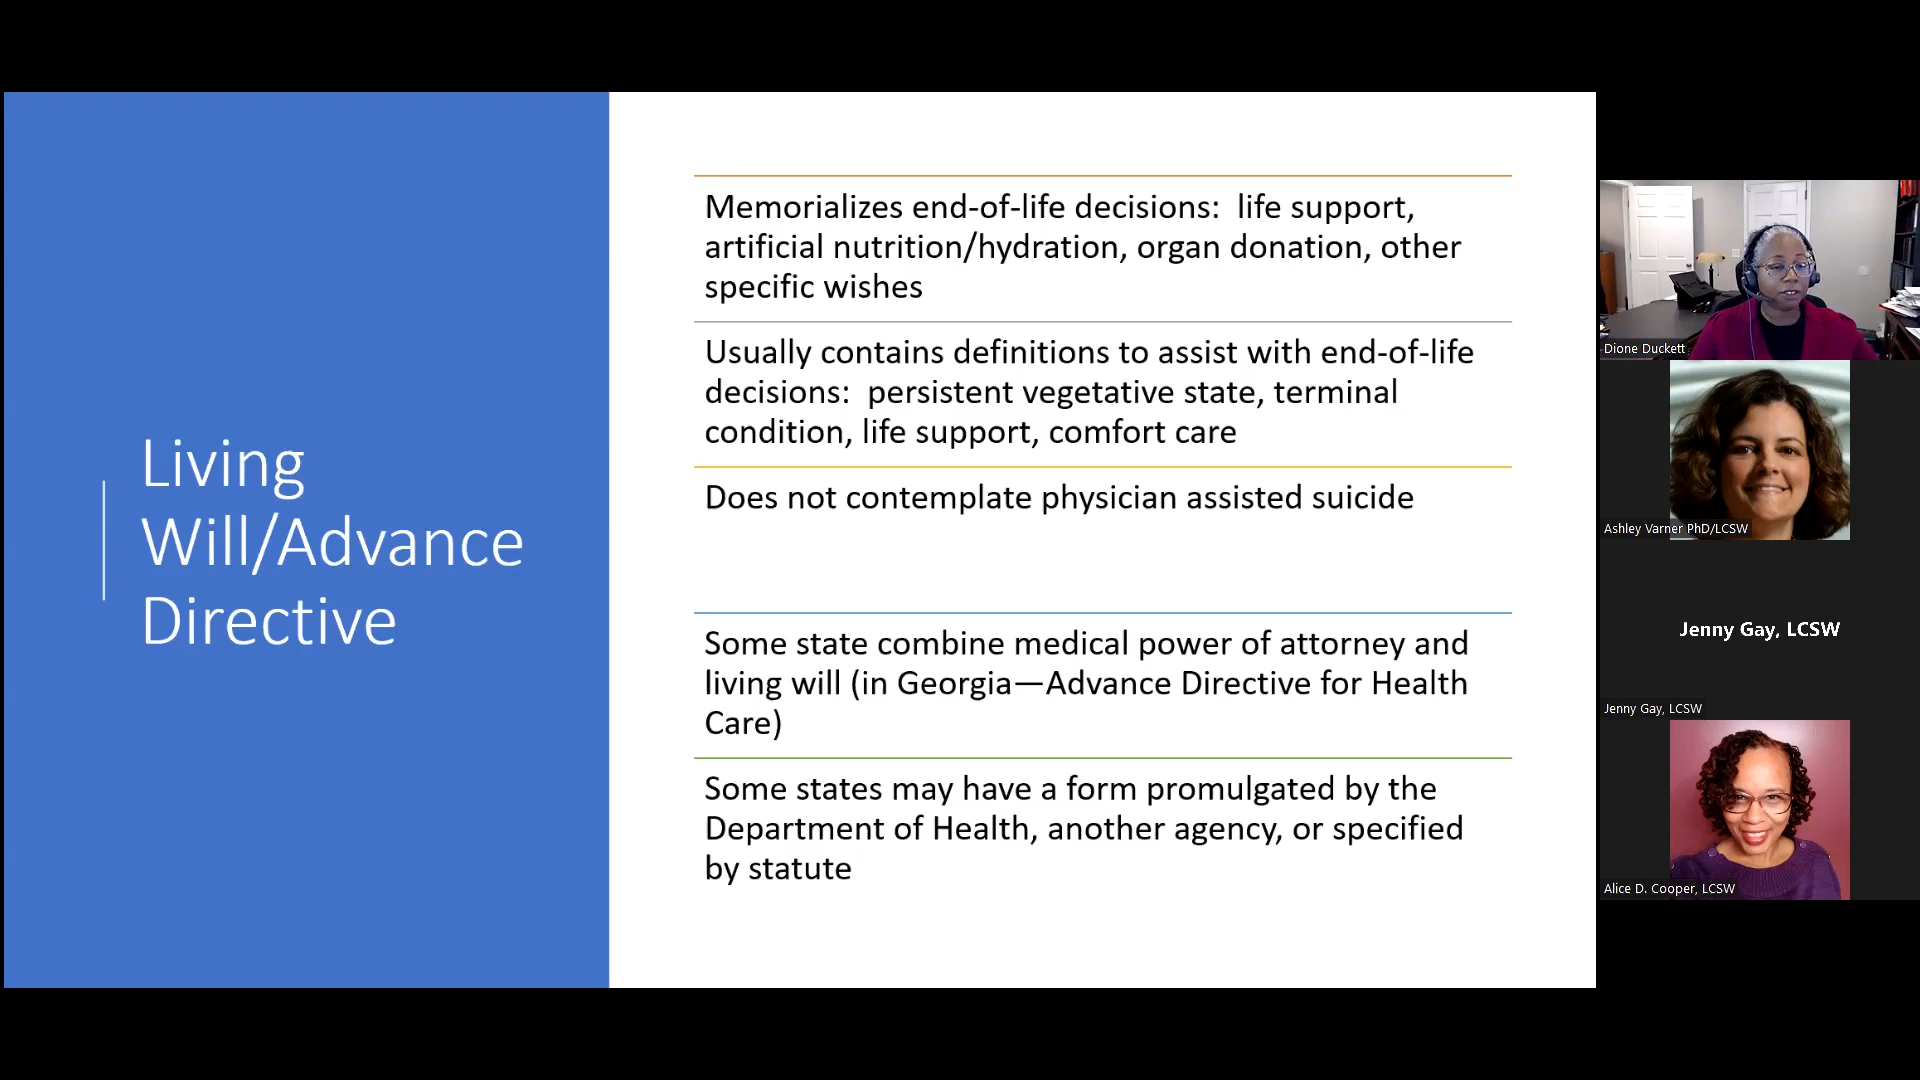 Living
Will/Advance
Directive
Memorializes end-of-life decisions:  life support,
artificial nutrition/hydration, organ donation, other
specific wishes
Usually contains definitions to assist with end-of-life
decisions:  persistent vegetative state, terminal
condition, life support, comfort care
Does not contemplate physician assisted suicide
Some state combine medical power of attorney and
living will (in Georgia—Advance Directive for Health
Care)
Some states may have a form promulgated by the
Department of Health, another agency, or specified
by statute
Dione Duckett
Ashley Varner PhD/LCSW
Jenny Gay, LCSW
Jenny Gay, LCSW
Alice D. Cooper, LCSW